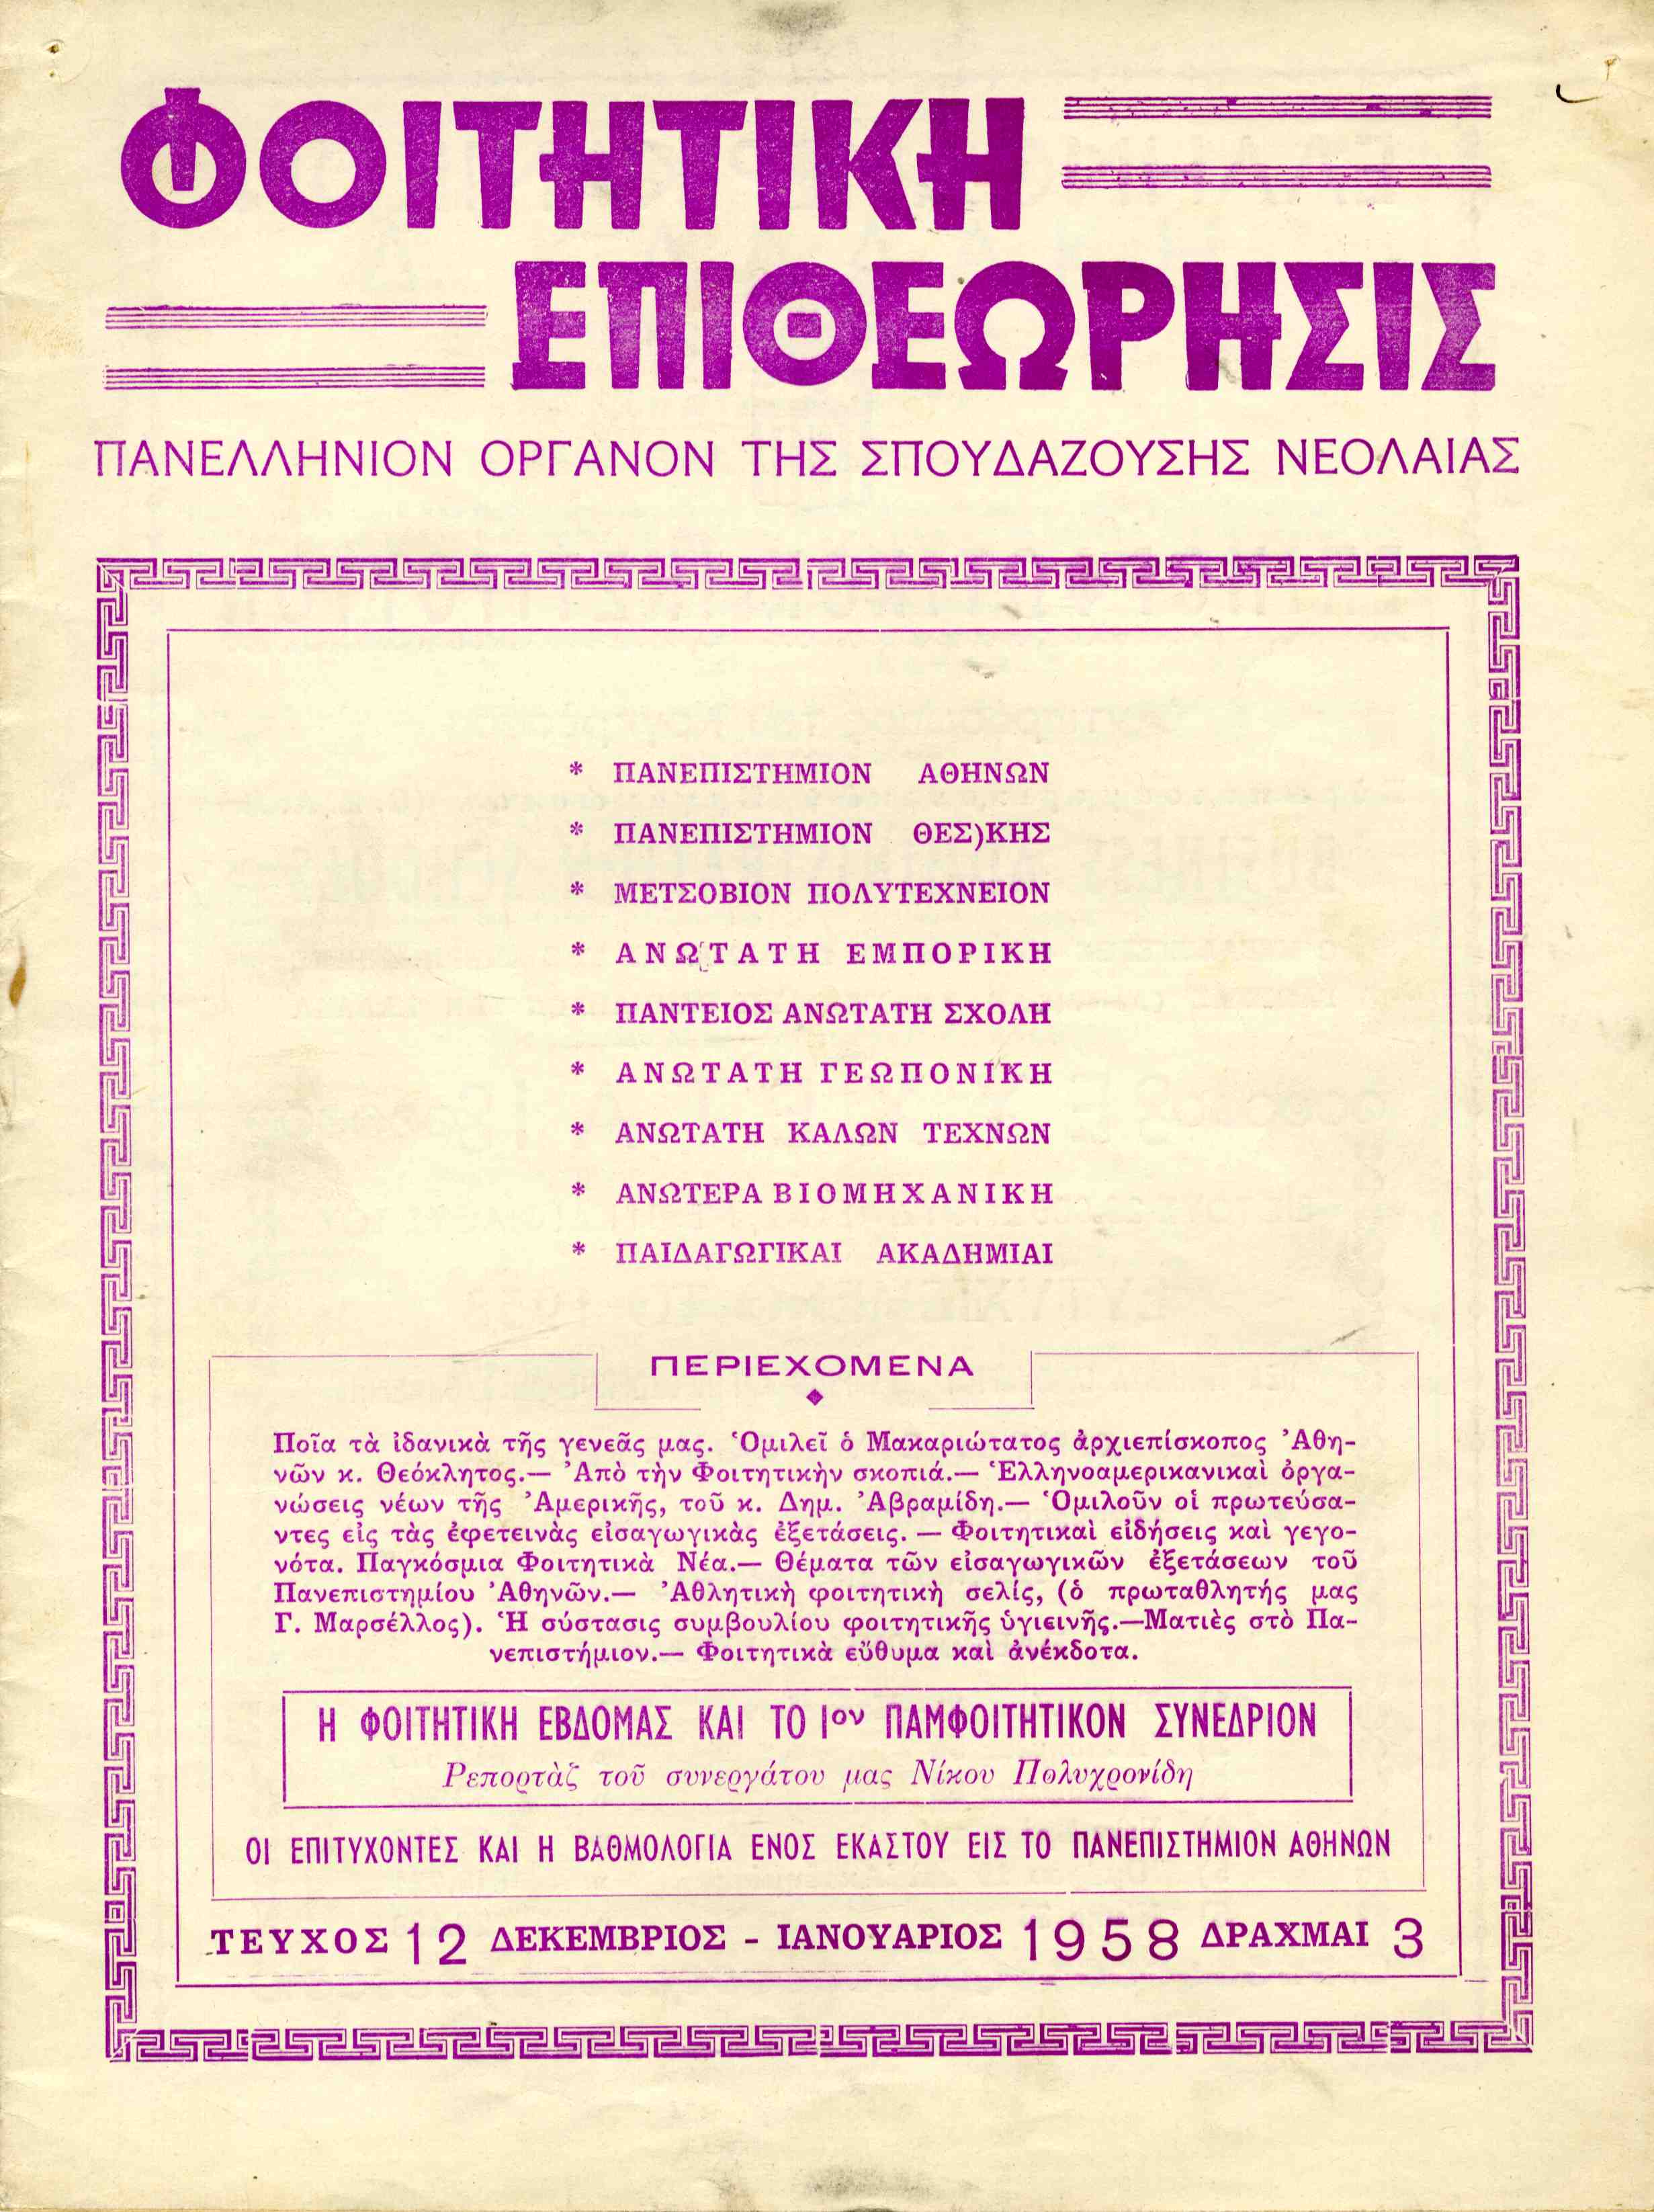 ΦΟΙΤΗΤΙΚΗ
ΕΠΙΘΕΩΡΗΣΙΣ
ΠΑΝΕΛΛΗΝΙΟΝ ΟΡΓΑΝΟΝ ΤΗΣ ΣΠΟΥΔΑΖΟΥΣΗΣ ΝΕΟΛΑΙΑΣ
* ΠΑΝΕΠΙΣΤΗΜΙΟΝ ΑΘΗΝΩΝ
* ΠΑΝΕΠΙΣΤΗΜΙΟΝ ΘΕΣ)ΚΗΣ
* ΜΕΤΣΟΒΙΟΝ ΠΟΛΥΤΕΧΝΕΙΟΝ
* ΑΝΩΤΑΤΗ ΕΜΠΟΡΙΚΗ
* ΠΑΝΤΕΙΟΣ ΑΝΩΤΑΤΗ ΣΧΟΛΗ
* ΑΝΩΤΑΤΗ ΓΕΩΠΟΝΙΚΗ
* ΑΝΩΤΑΤΗ ΚΑΛΩΝ ΤΕΧΝΩΝ
* ΑΝΩΤΕΡΑ ΒΙΟΜΗΧΑΝΙΚΗ
* ΠΑΙΔΑΓΩΓΙΚΑΙ ΑΚΑΔΗΜΙΑΙ
ΠΕΡΙΕΧΟΜΕΝΑ
Ποῖα τὰ ἰδανικὰ τῆς γενεᾶς μας. Ὁμιλεῖ ὁ Μακαριώτατος ἀρχιεπίσκοπος Ἀθη-
νῶν κ. Θεόκλητος.— Ἀπὸ τὴν Φοιτητικὴν σκοπιά.— Ἑλληνοαμερικανικαὶ ὀργα-
νώσεις νέων τῆς Ἀμερικῆς, τοῦ κ. Δημ. Ἀβραμίδη.— Ὁμιλοῦν οἱ πρωτεύσα-
ντες εἰς τὰς ἐφετεινὰς εἰσαγωγικὰς ἐξετάσεις. — Φοιτητικαὶ εἰδήσεις καὶ γεγο-
νότα. Παγκόσμια Φοιτητικὰ Νέα.— Θέματα τῶν εἰσαγωγικῶν ἐξετάσεων τοῦ
Πανεπιστημίου Ἀθηνῶν.— Ἀθλητικὴ φοιτητικὴ σελίς, (ὁ πρωταθλητής μας
Γ. Μαρσέλλος). Ἡ σύστασις συμβουλίου φοιτητικῆς ὑγιεινῆς.—Ματιὲς στὸ Πα-
νεπιστήμιον.— Φοιτητικὰ εὔθυμα καὶ ἀνέκδοτα.
Η ΦΟΙΤΗΤΙΚΗ ΕΒΔΟΜΑΣ ΚΑΙ ΤΟ Ιον ΠΑΜΦΟΙΤΗΤΙΚΟΝ ΣΥΝΕΔΡΙΟΝ
Ρεπορτὰζ τοῦ συνεργάτου μας Νίκου Πολυχρονίδη
ΟΙ ΕΠΙΤΥΧΟΝΤΕΣ ΚΑΙ Η ΒΑΘΜΟΛΟΓΙΑ ΕΝΟΣ ΕΚΑΣΤΟΥ ΕΙΣ ΤΟ ΠΑΝΕΠΙΣΤΗΜΙΟΝ ΑΘΗΝΩΝ
ΤΕΥΧΟΣ 12 ΔΕΚΕΜΒΡΙΟΣ - ΙΑΝΟΥΑΡΙΟΣ 1958 ΔΡΑΧΜΑΙ 3